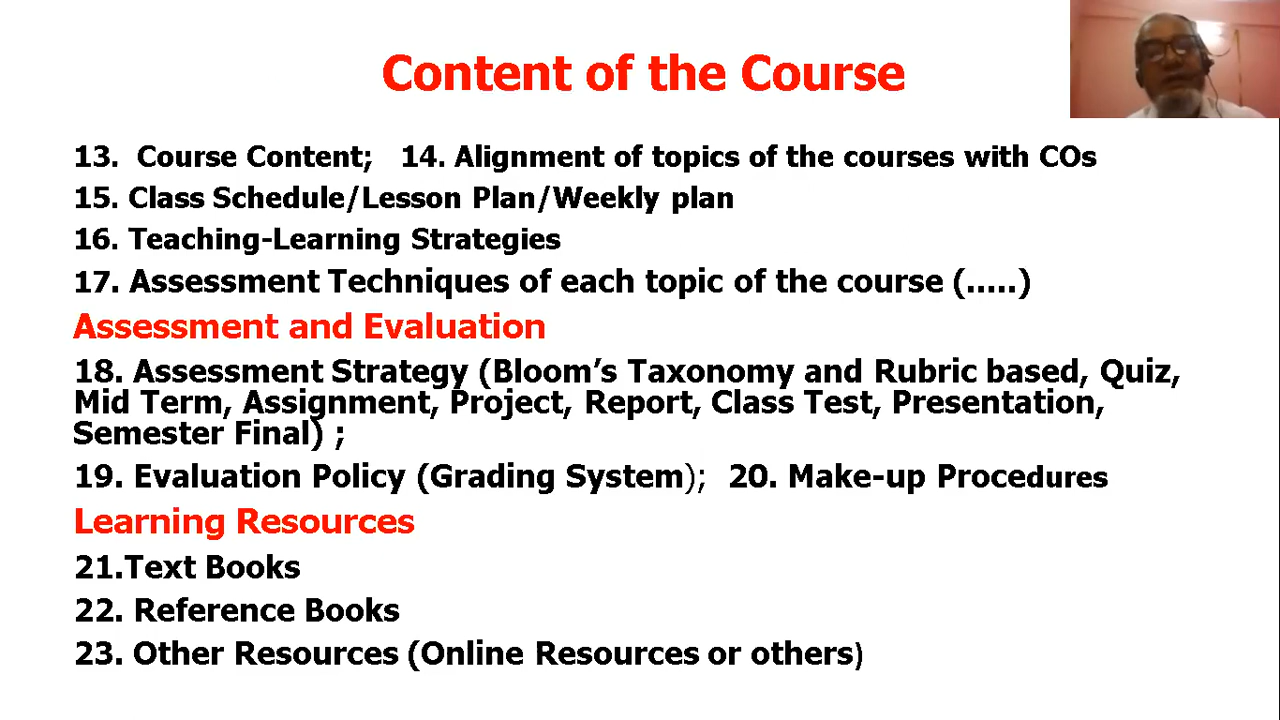 Content of the Course
13. Course Content; 14. Alignment of topics of the courses with COs
15. Class Schedule/Lesson Plan/Weekly plan
16. Teaching-Learning Strategies
17. Assessment Techniques of each topic of the course (.....)
Assessment and Evaluation
18. Assessment Strategy (Bloom’s Taxonomy and Rubric based, Quiz,
Mid Term, Assignment, Project, Report, Class Test, Presentation,
Semester Final) ;
19. Evaluation Policy (Grading System); 20. Make-up Procedures
Learning Resources
21.Text Books
22. Reference Books
23. Other Resources (Online Resources or others)